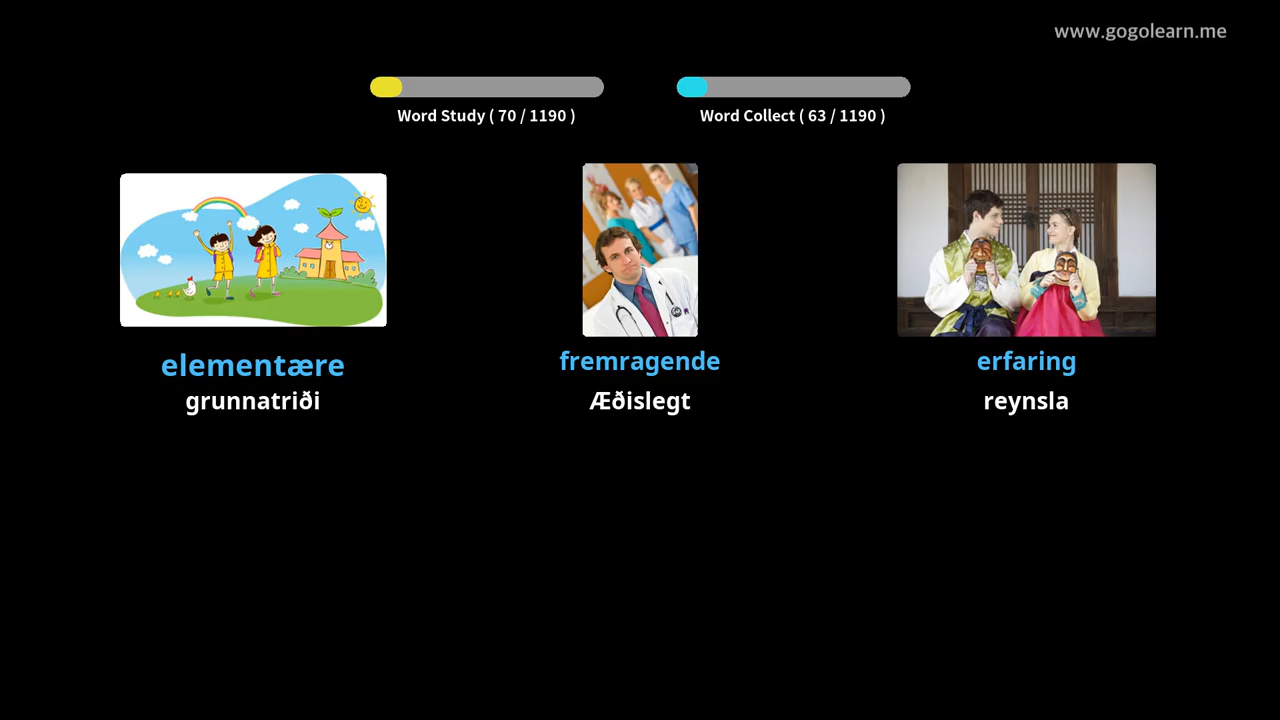 www.gogolearn.me
Word Study ( 70 / 1190 )
Word Collect ( 63 / 1190 )
elementære
grunnatriði
fremragende
Æðislegt
erfaring
reynsla